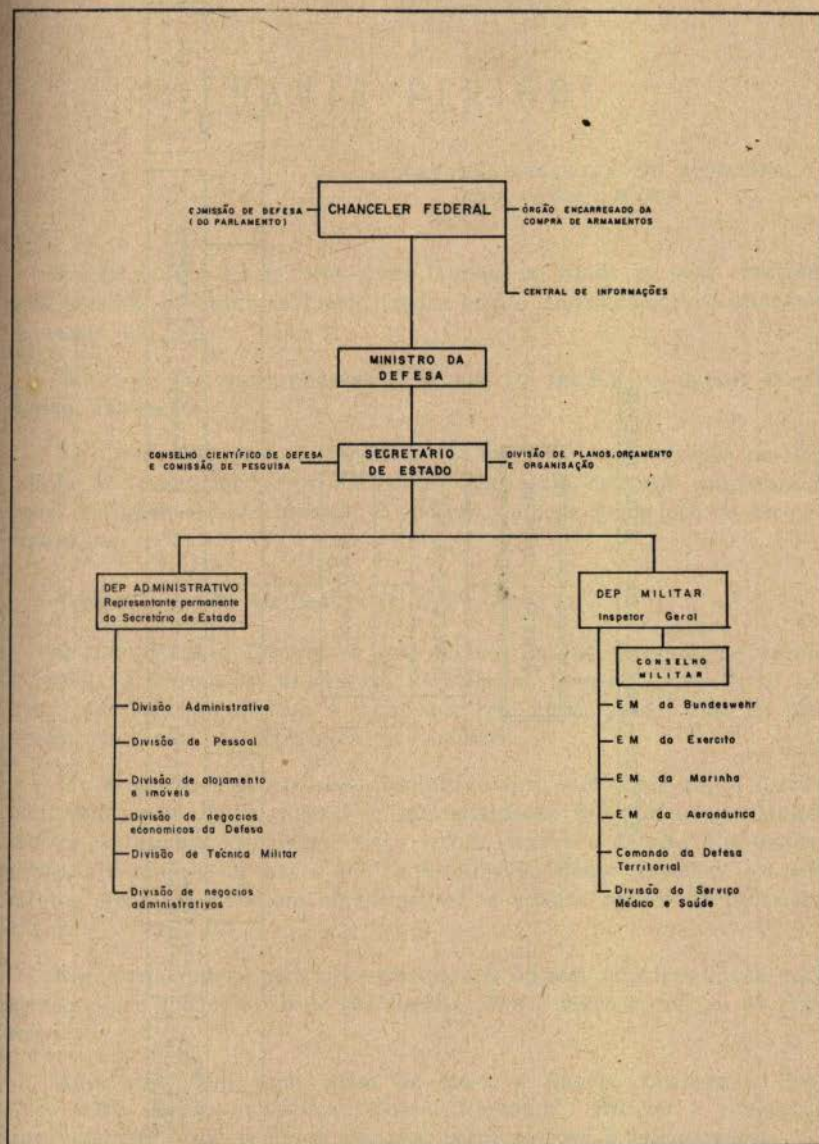 COMISSÃO DE DEFESA
( DO PARLAMENTO )
CHANCELER FEDERAL
ÓRGÃO ENCARREGADO DA
COMPRA DE ARMAMENTOS
CENTRAL DE INFORMAÇÕES
MINISTRO DA
DEFESA
CONSELHO CIENTÍFICO DE DEFESA
E COMISSÃO DE PESQUISA
SECRETÁRIO
DE ESTADO
DIVISÃO DE PLANOS, ORÇAMENTO
E ORGANISAÇÃO
DEP ADMINISTRATIVO
Representante permanente
do Secretário de Estado
Divisão Administrativa
Divisão de Pessoal
Divisão de alojamento
e imóveis
Divisão de negocios
economicos da Defesa
Divisão de Técnica Militar
Divisão de negocios
administrativos
DEP MILITAR
Inspetor Geral
CONSELHO
MILITAR
E M da Bundeswehr
E M do Exercito
E M da Marinha
E M da Aeronáutica
Comando da Defesa
Territorial
Divisão do Serviço
Médico e Saúde